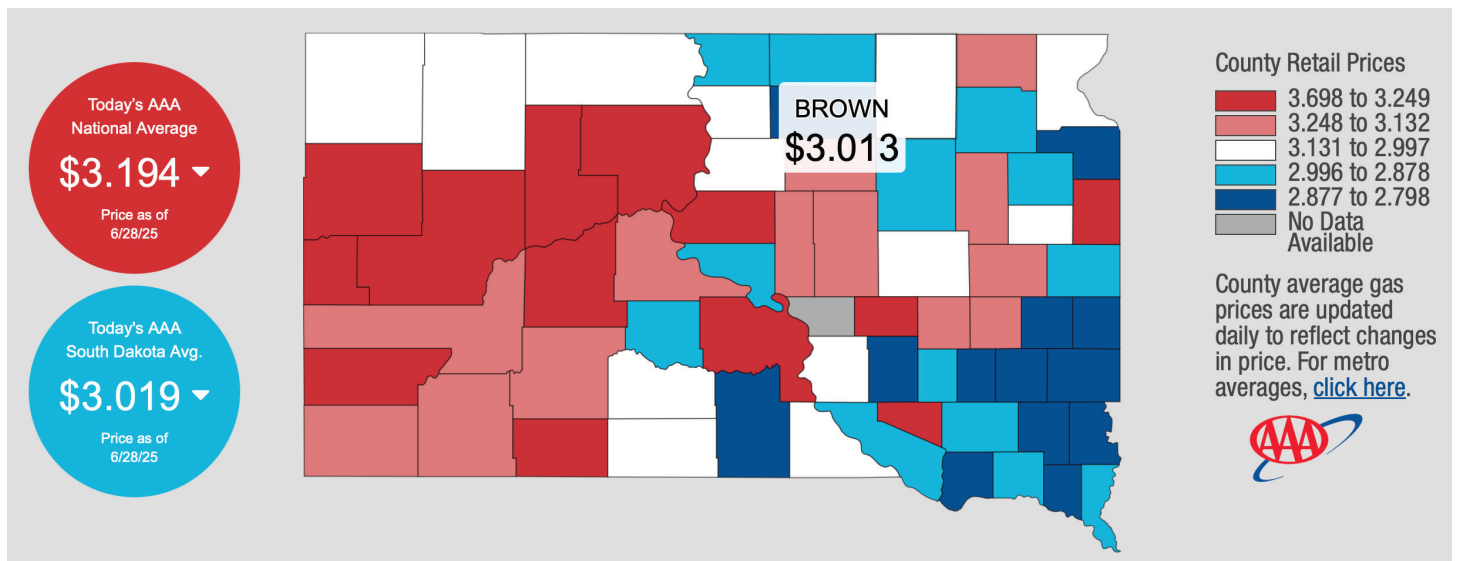 Today's AAA
National Average
$3.194
Price as of
6/28/25
Today's AAA
South Dakota Avg.
$3.019
Price as of
6/28/25
BROWN
$3.013
County Retail Prices
3.698 to 3.249
3.248 to 3.132
3.131 to 2.997
2.996 to 2.878
2.877 to 2.798
No Data
Available
County average gas
prices are updated
daily to reflect changes
in price. For metro
averages, click here.
AAA